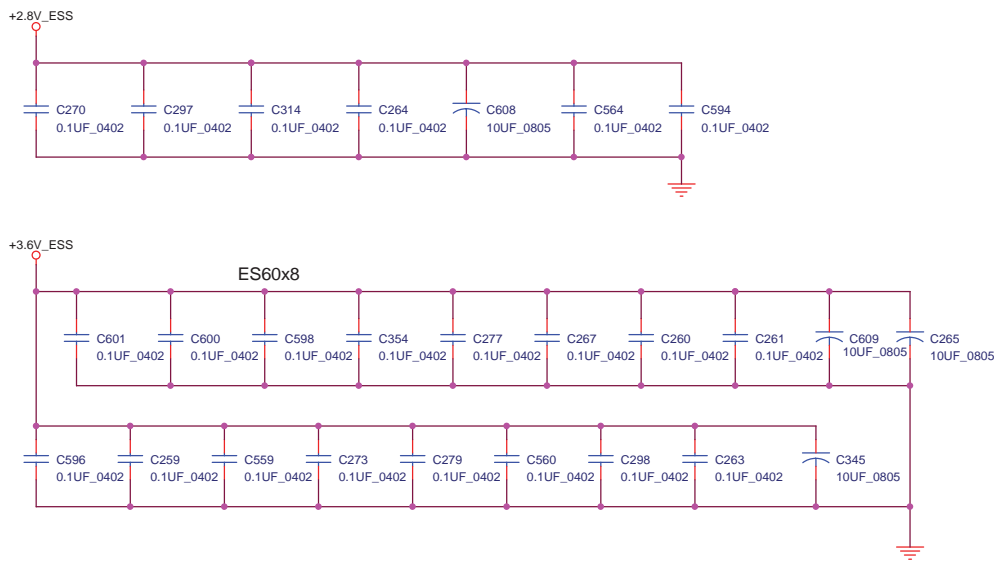 +2.8V_ESS
C270
0.1UF_0402
C297
0.1UF_0402
C314
0.1UF_0402
C264
0.1UF_0402
C608
10UF_0805
C564
0.1UF_0402
C594
0.1UF_0402
+3.6V_ESS
ES60x8
C601
0.1UF_0402
C600
0.1UF_0402
C598
0.1UF_0402
C354
0.1UF_0402
C277
0.1UF_0402
C267
0.1UF_0402
C260
0.1UF_0402
C261
0.1UF_0402
C609
10UF_0805
C265
10UF_0805
C596
0.1UF_0402
C259
0.1UF_0402
C559
0.1UF_0402
C273
0.1UF_0402
C279
0.1UF_0402
C560
0.1UF_0402
C298
0.1UF_0402
C263
0.1UF_0402
C345
10UF_0805